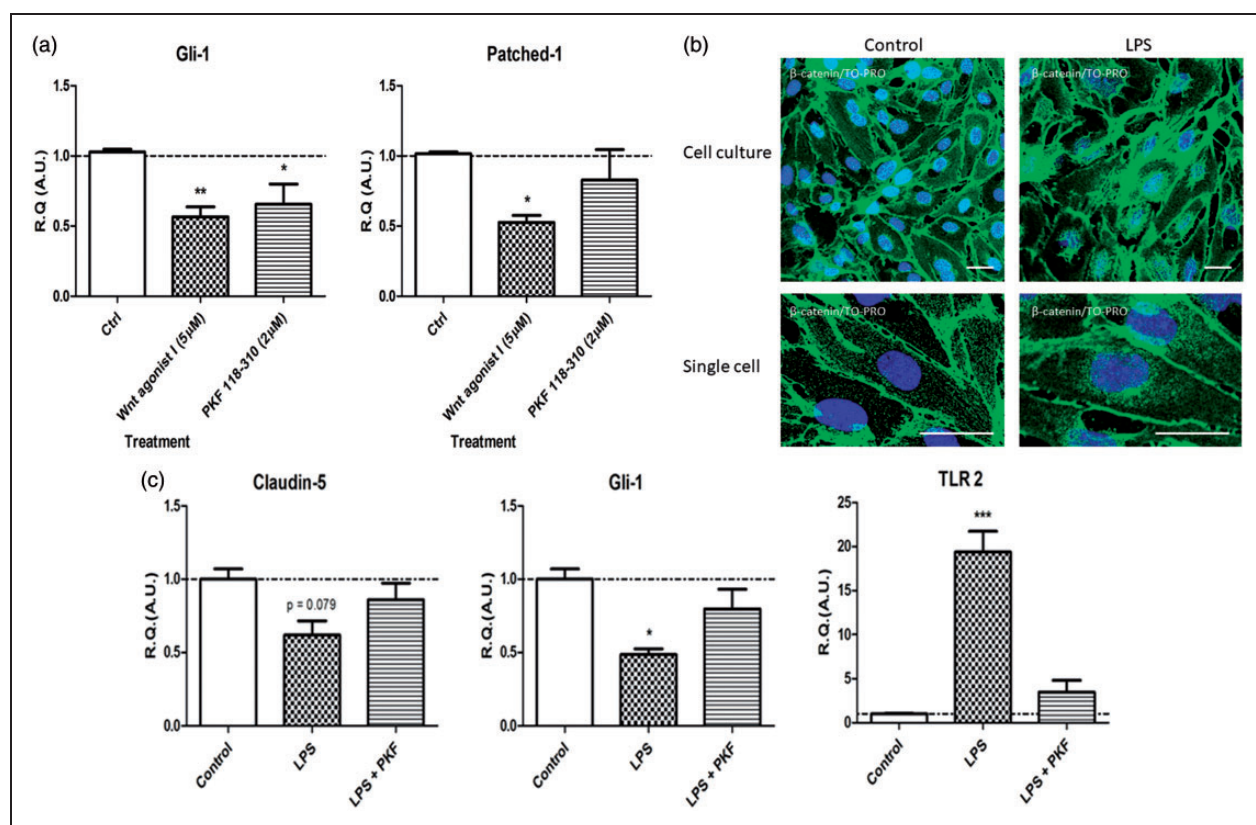 (a)
Gli-1
R.Q (A.U.)
1.5
1.0
0.5
0.0
**
*
Ctrl
Wnt agonist I (5µM)
PKF 118-310 (2µM)
Treatment
Patched-1
R.Q (A.U.)
1.5
1.0
0.5
0.0
*
Ctrl
Wnt agonist I (5µM)
PKF 118-310 (2µM)
Treatment
(b)
Control
LPS
Cell culture
β-catenin/TO-PRO
β-catenin/TO-PRO
Single cell
β-catenin/TO-PRO
β-catenin/TO-PRO
(c)
Claudin-5
R.Q.(A.U.)
1.5
1.0
0.5
0.0
p = 0.079
Control
LPS
LPS + PKF
Gli-1
R.Q.(A.U.)
1.5
1.0
0.5
0.0
*
Control
LPS
LPS + PKF
TLR 2
R.Q.(A.U.)
25
20
15
10
5
0
***
Control
LPS
LPS + PKF